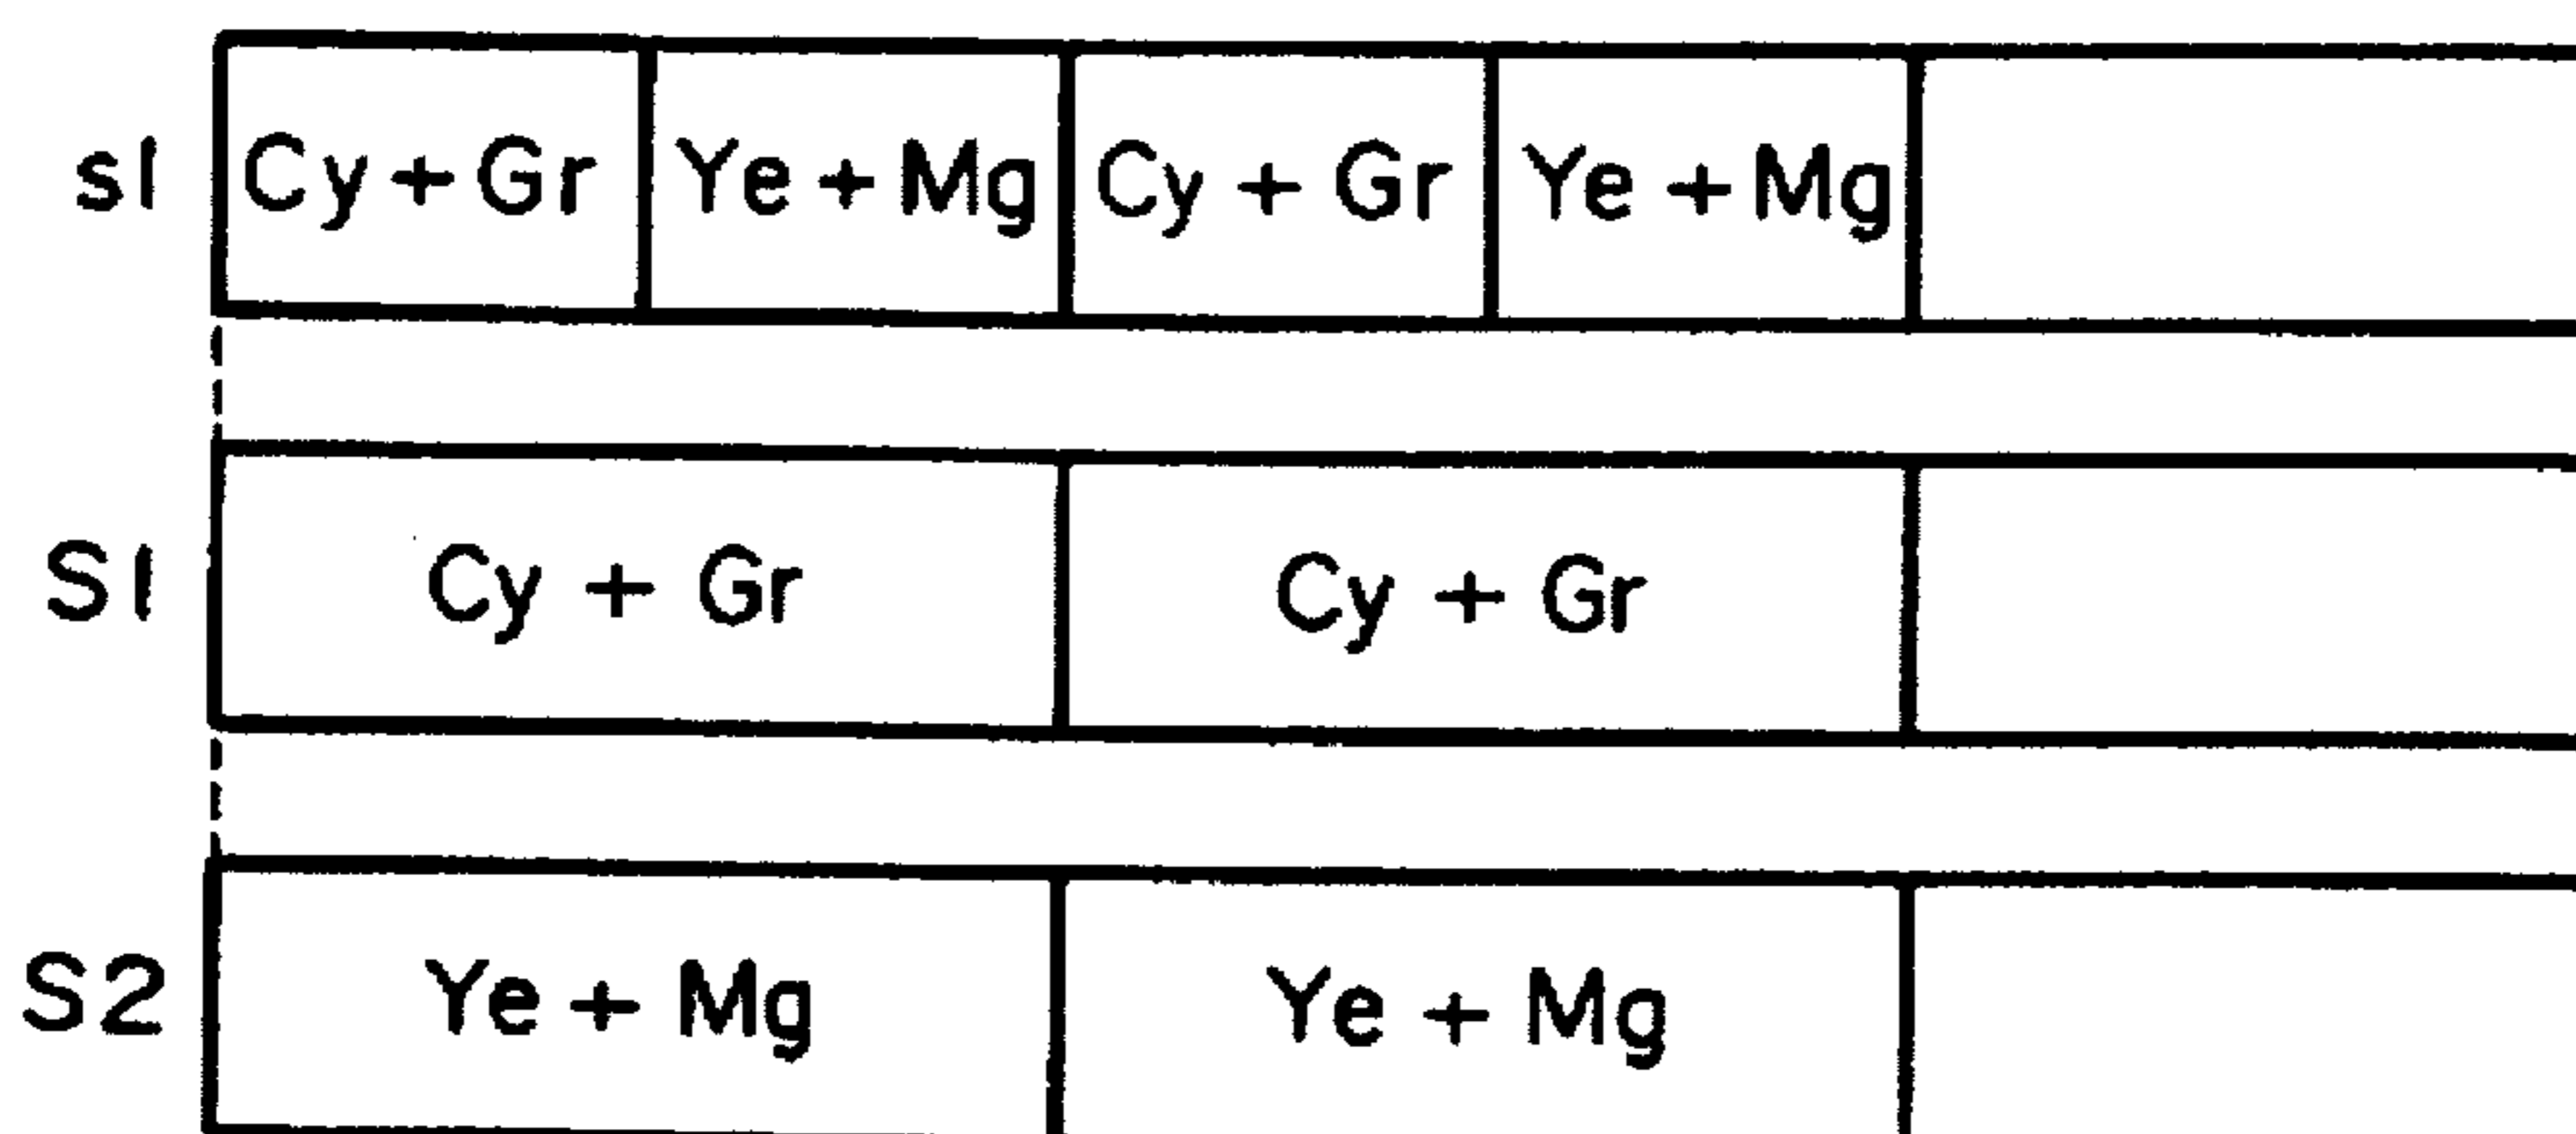 s1 Cy+Gr Ye+Mg Cy + Gr Ye +Mg
S1 Cy + Gr Cy + Gr
S2 Ye + Mg Ye + Mg